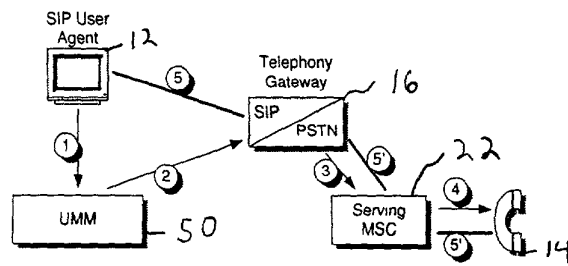 SIP User
Agent
12
Telephony
Gateway
5
SIP
PSTN
16
1
2
3
5'
22
UMM
50
Serving
MSC
4
5'
14